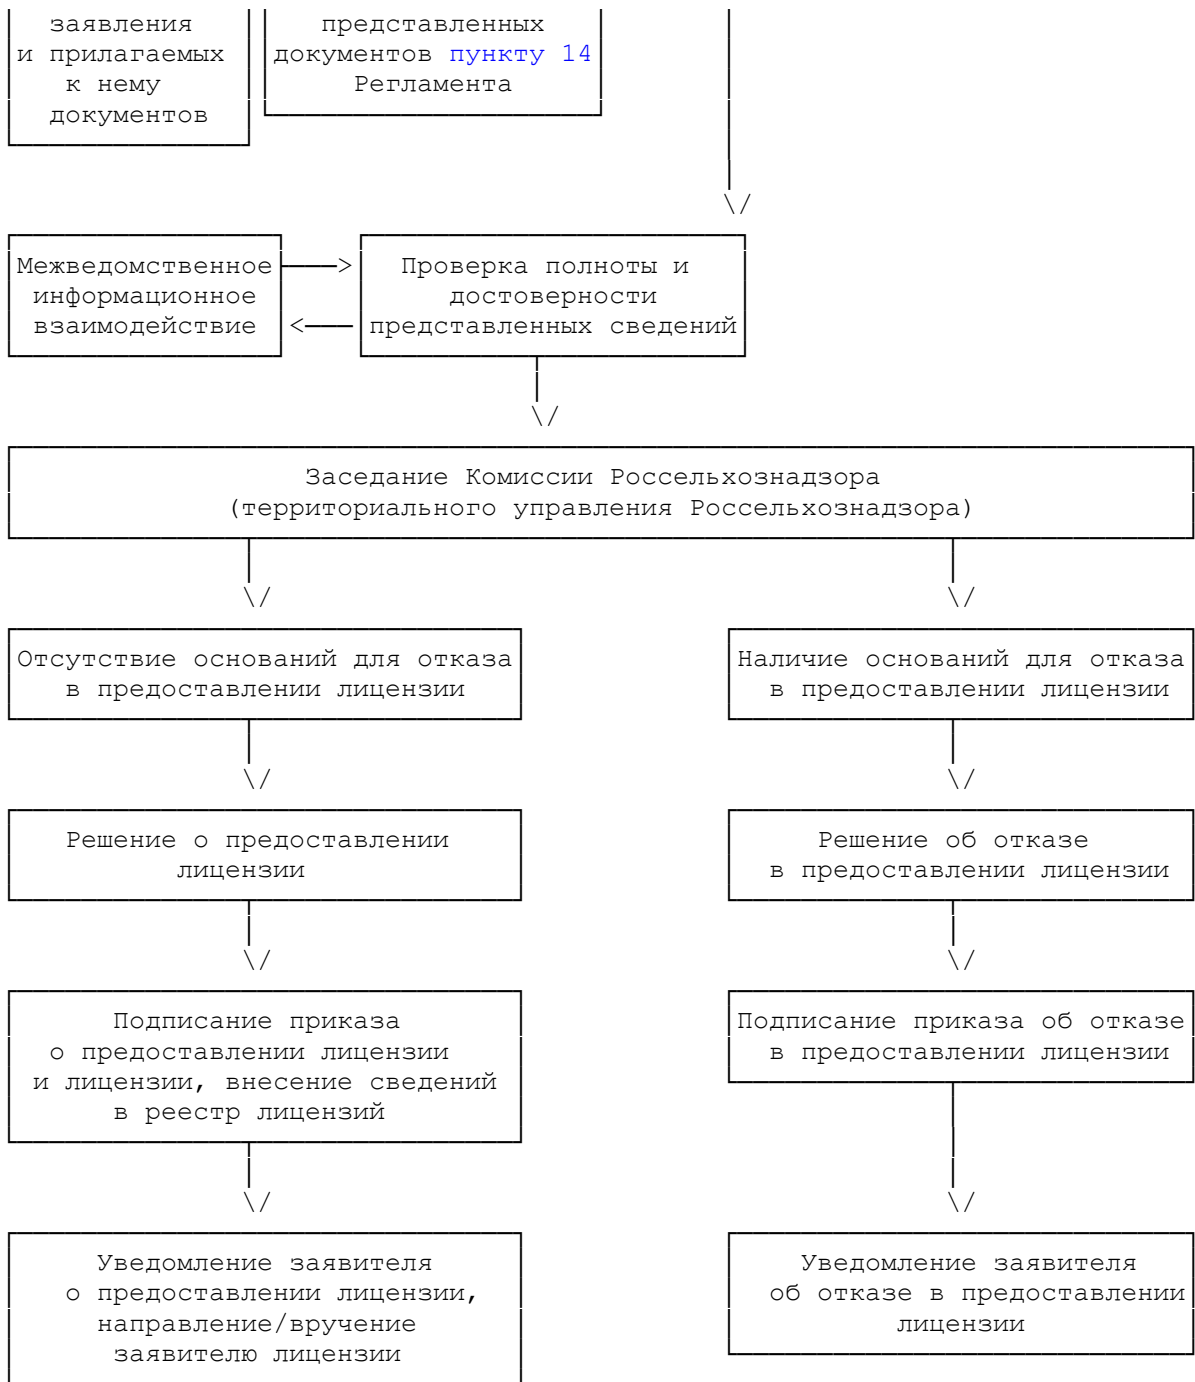 заявления
и прилагаемых
к нему
документов
представленных
документов пункту 14
Регламента
Межведомственное
информационное
взаимодействие
Проверка полноты и
достоверности
представленных сведений
Заседание Комиссии Россельхознадзора
(территориального управления Россельхознадзора)
Отсутствие оснований для отказа
в предоставлении лицензии
Наличие оснований для отказа
в предоставлении лицензии
Решение о предоставлении
лицензии
Решение об отказе
в предоставлении лицензии
Подписание приказа
о предоставлении лицензии
и лицензии, внесение сведений
в реестр лицензий
Подписание приказа об отказе
в предоставлении лицензии
Уведомление заявителя
о предоставлении лицензии,
направление/вручение
заявителю лицензии
Уведомление заявителя
об отказе в предоставлении
лицензии